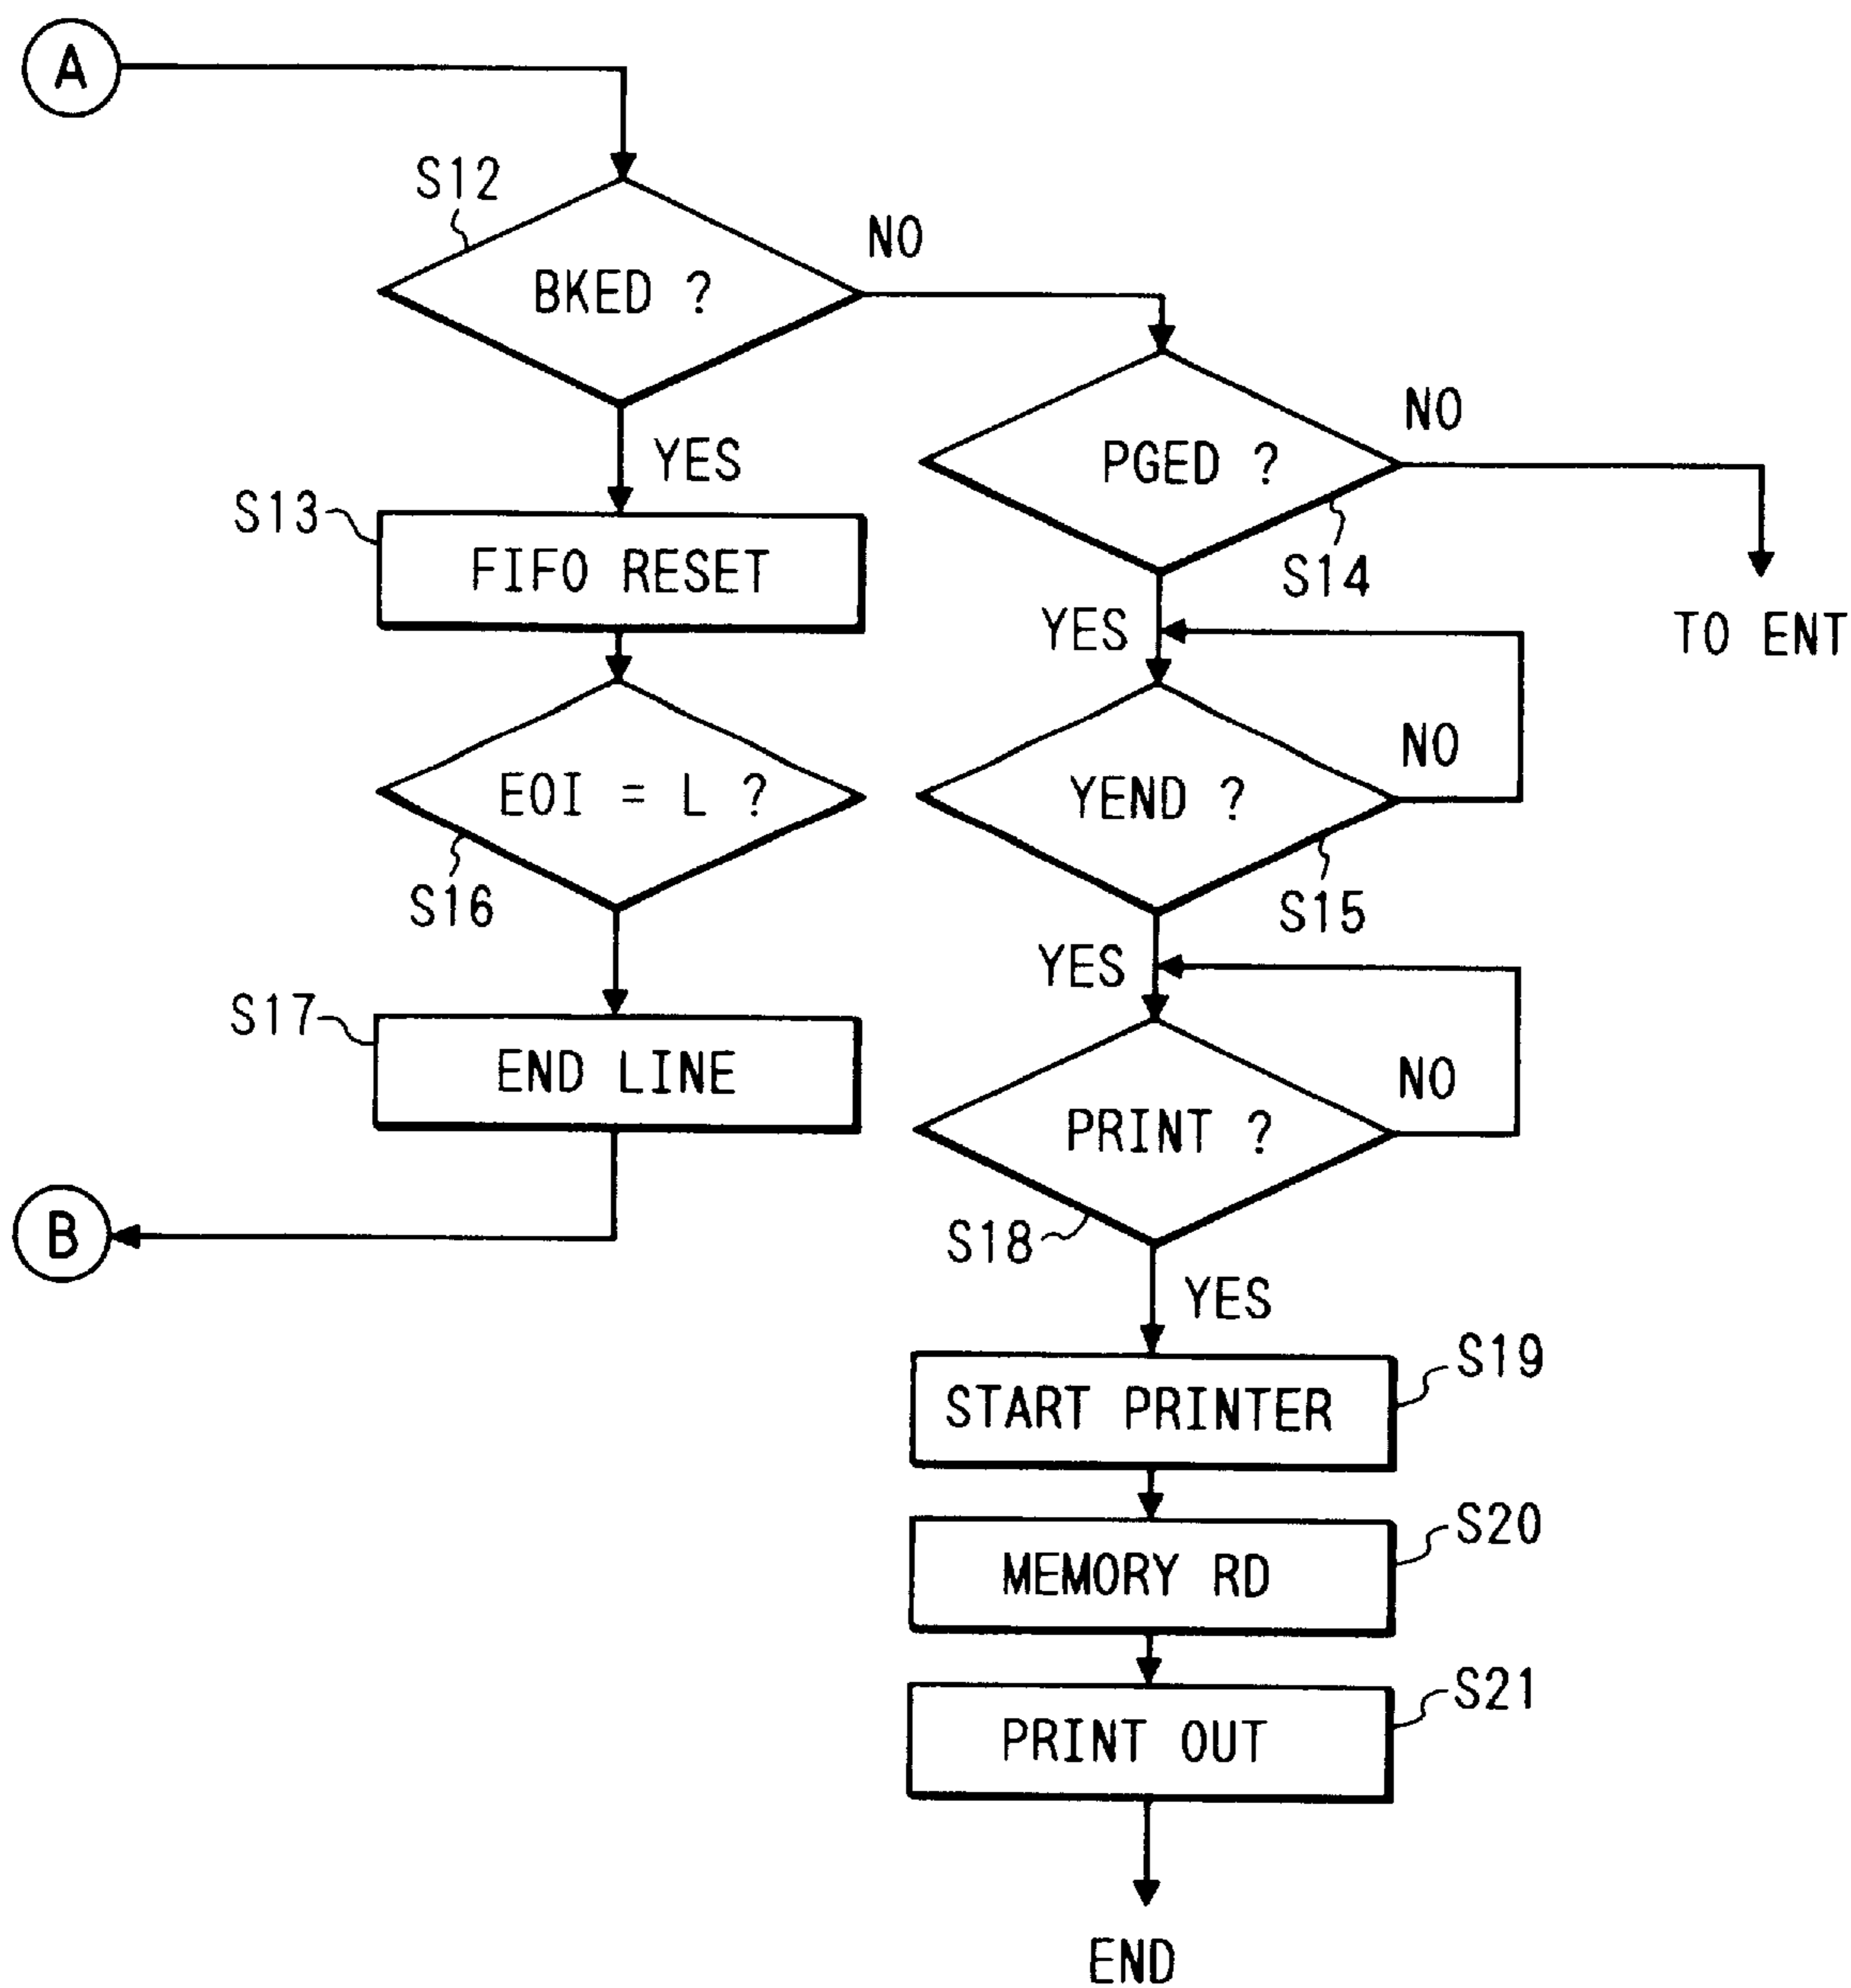 A
S12
BKED ?
NO
YES
PGED ?
NO
S14
TO ENT
S13
FIFO RESET
YES
EOI = L ?
S16
YEND ?
NO
S15
YES
S17
END LINE
PRINT ?
NO
S18
B
YES
START PRINTER
S19
MEMORY RD
S20
PRINT OUT
S21
END